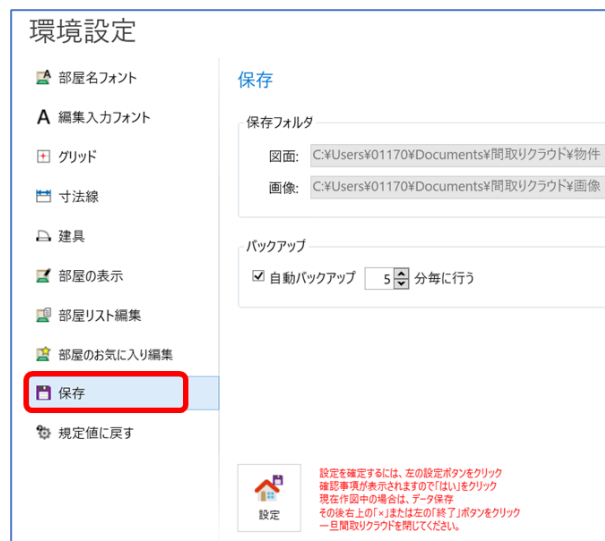 環境設定
部屋名フォント
A 編集入力フォント
グリッド
寸法線
建具
部屋の表示
部屋リスト編集
部屋のお気に入り編集
保存
規定値に戻す
保存
保存フォルダ
図面: C:¥Users¥01170¥Documents¥間取りクラウド¥物件
画像: C:¥Users¥01170¥Documents¥間取りクラウド¥画像
バックアップ
自動バックアップ 5 分毎に行う
設定
設定を確定するには、左の設定ボタンをクリック
確認事項が表示されますので「はい」をクリック
現在作図中の場合は、データ保存
その後右上の「×」または左の「終了」ボタンをクリック
一旦間取りクラウドを閉じてください。